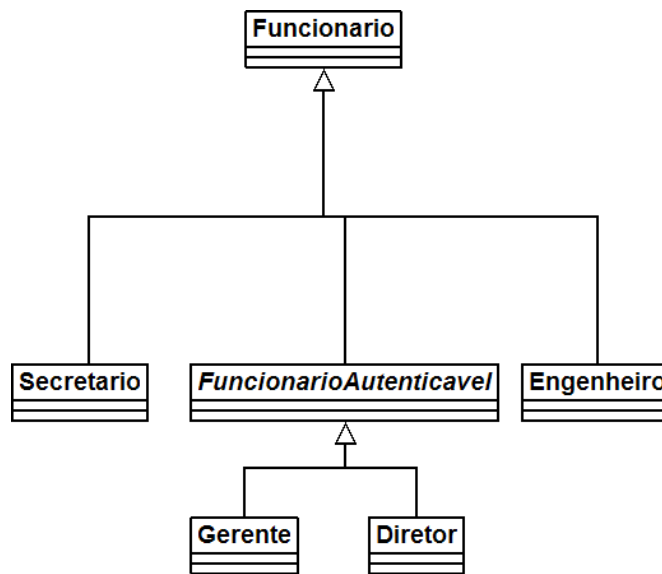 Funcionario
Secretario
FuncionarioAutenticavel
Engenheiro
Gerente
Diretor